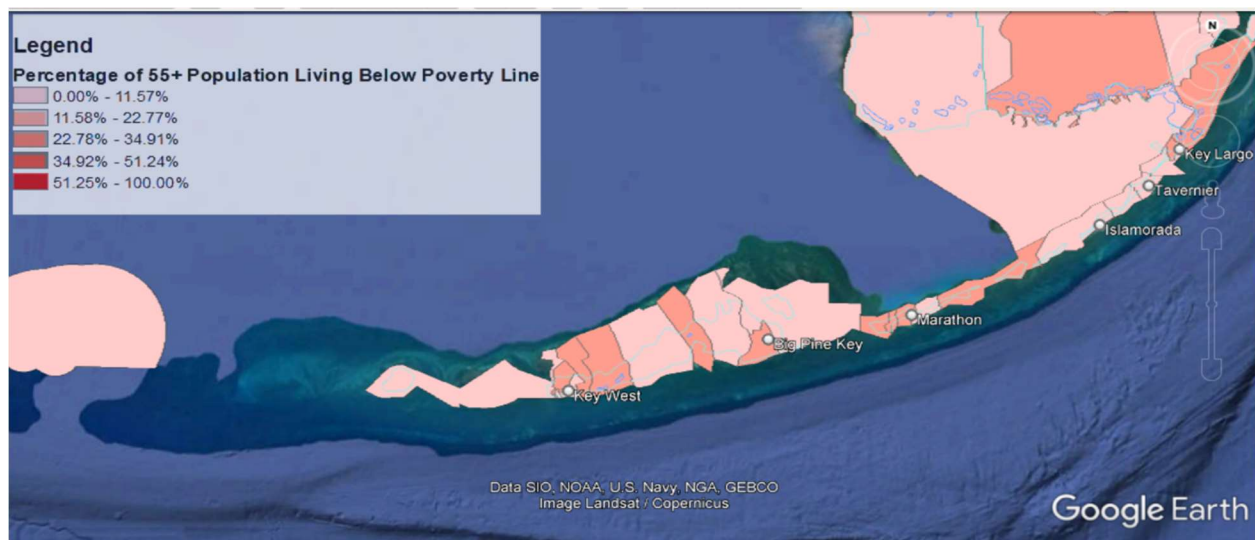 Legend
Percentage of 55+ Population Living Below Poverty Line
0.00% - 11.57%
11.58% - 22.77%
22.78% - 34.91%
34.92% - 51.24%
51.25% - 100.00%
N
Key Largo
Tavernier
Islamorada
Marathon
Big Pine Key
Key West
Data SIO, NOAA, U.S. Navy, NGA, GEBCO
Image Landsat / Copernicus
Google Earth